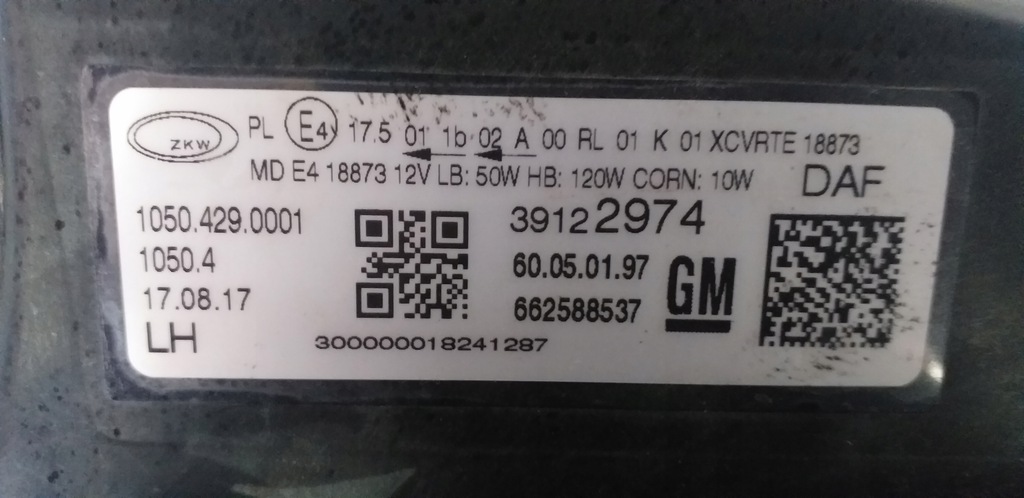 ZKW PL E4 17.5 01 1b 02 A 00 RL 01 K 01 XCVRTE 18873
MD E4 18873 12V LB: 50W HB: 120W CORN: 10W DAF
1050.429.0001 39122974
1050.4 60.05.01.97 GM
17.08.17 662588537
LH 300000018241287